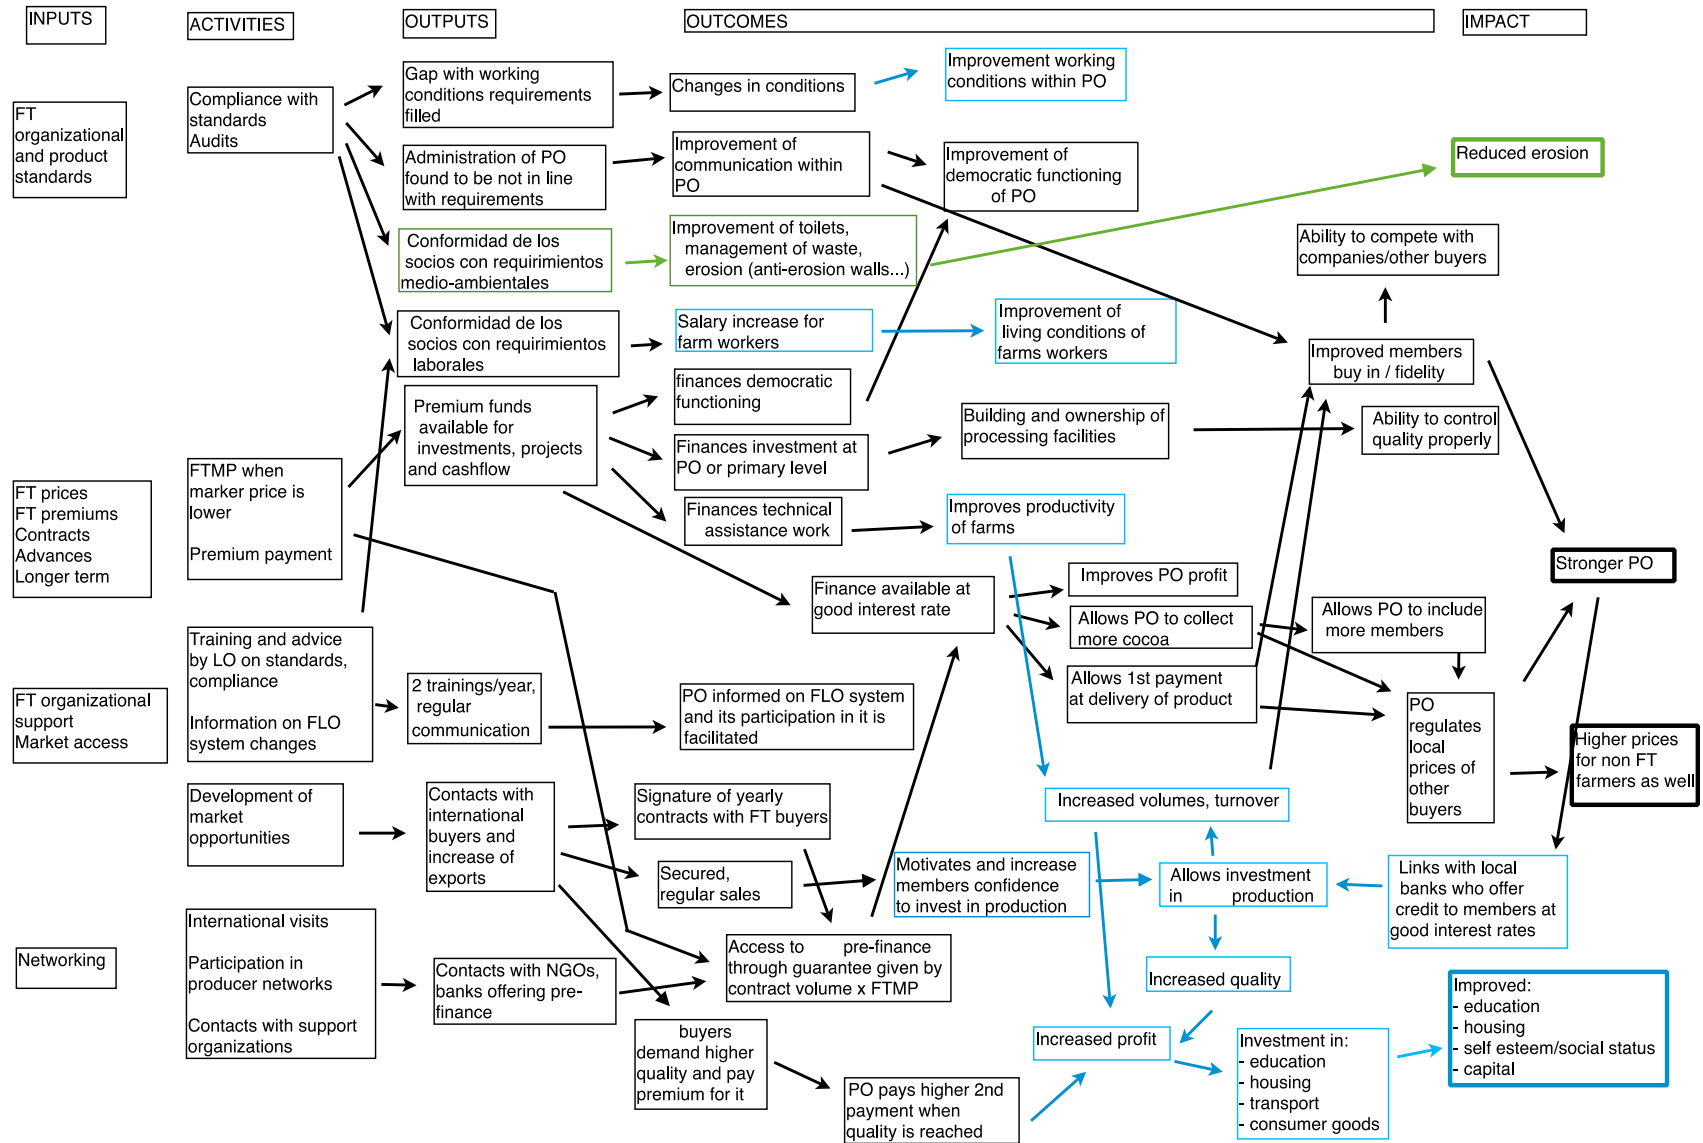 INPUTS
ACTIVITIES
OUTPUTS
OUTCOMES
IMPACT
FT
organizational
and product
standards
FT prices
FT premiums
Contracts
Advances
Longer term
FT organizational
support
Market access
Networking
Compliance with
standards
Audits
FTMP when
marker price is
lower
Premium payment
Training and advice
by LO on standards,
compliance
Information on FLO
system changes
Development of
market
opportunities
International visits
Participation in
producer networks
Contacts with support
organizations
Gap with working
conditions requirements
filled
Administration of PO
found to be not in line
with requirements
Conformidad de los
socios con requirimientos
medio-ambientales
Conformidad de los
socios con requirimientos
laborales
Premium funds
available for
investments, projects
and cashflow
2 trainings/year,
regular
communication
Contacts with
international
buyers and
increase of
exports
Contacts with NGOs,
banks offering pre-
finance
Changes in conditions
Improvement of
communication within
PO
Improvement of toilets,
management of waste,
erosion (anti-erosion walls...)
Salary increase for
farm workers
finances democratic
functioning
Finances investment at
PO or primary level
Finances technical
assistance work
Finance available at
good interest rate
PO informed on FLO system
and its participation in it is
facilitated
Signature of yearly
contracts with FT buyers
Secured,
regular sales
Access to pre-finance
through guarantee given by
contract volume x FTMP
buyers
demand higher
quality and pay
premium for it
PO pays higher 2nd
payment when
quality is reached
Improvement working
conditions within PO
Improvement of
democratic functioning
of PO
Improvement of
living conditions of
farms workers
Building and ownership of
processing facilities
Improves productivity
of farms
Improves PO profit
Allows PO to collect
more cocoa
Allows 1st payment
at delivery of product
Increased volumes, turnover
Motivates and increase
members confidence
to invest in production
Allows investment
in production
Increased quality
Increased profit
Investment in:
- education
- housing
- transport
- consumer goods
Ability to compete with
companies/other buyers
Improved members
buy in / fidelity
Ability to control
quality properly
Allows PO to include
more members
PO
regulates
local
prices of
other
buyers
Links with local
banks who offer
credit to members at
good interest rates
Reduced erosion
Stronger PO
Higher prices
for non FT
farmers as well
Improved:
- education
- housing
- self esteem/social status
- capital